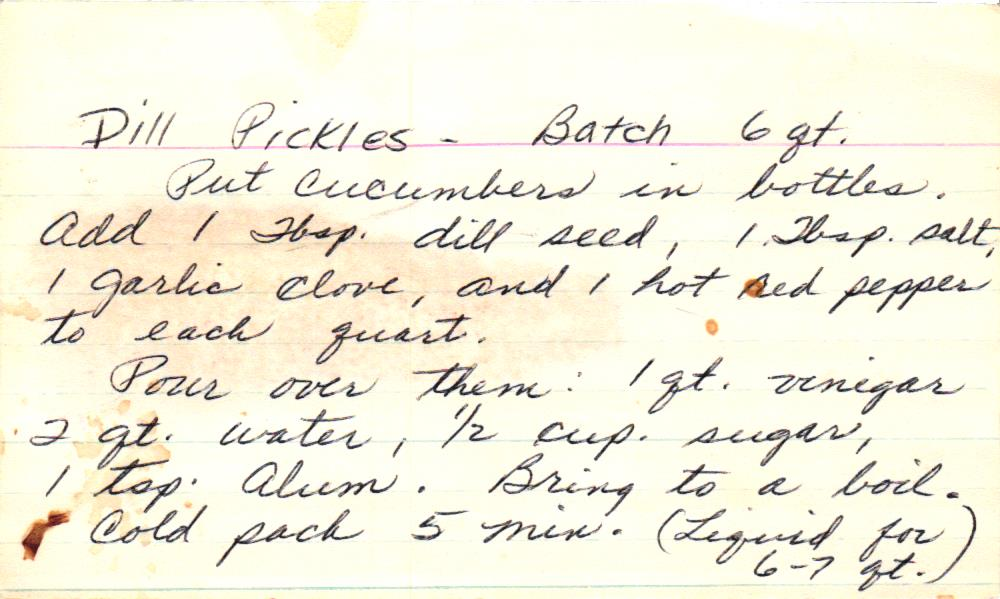 Dill Pickles - Batch 6 qt.
Put cucumbers in bottles.
Add 1 Tbsp. dill seed, 1 Tbsp. salt,
1 garlic clove, and 1 hot red pepper
to each quart.
Pour over them: 1 qt. vinegar
2 qt. water, 1/2 cup. sugar,
1 tsp. Alum. Bring to a boil.
Cold pack 5 min. (Liquid for
6-7 qt.)